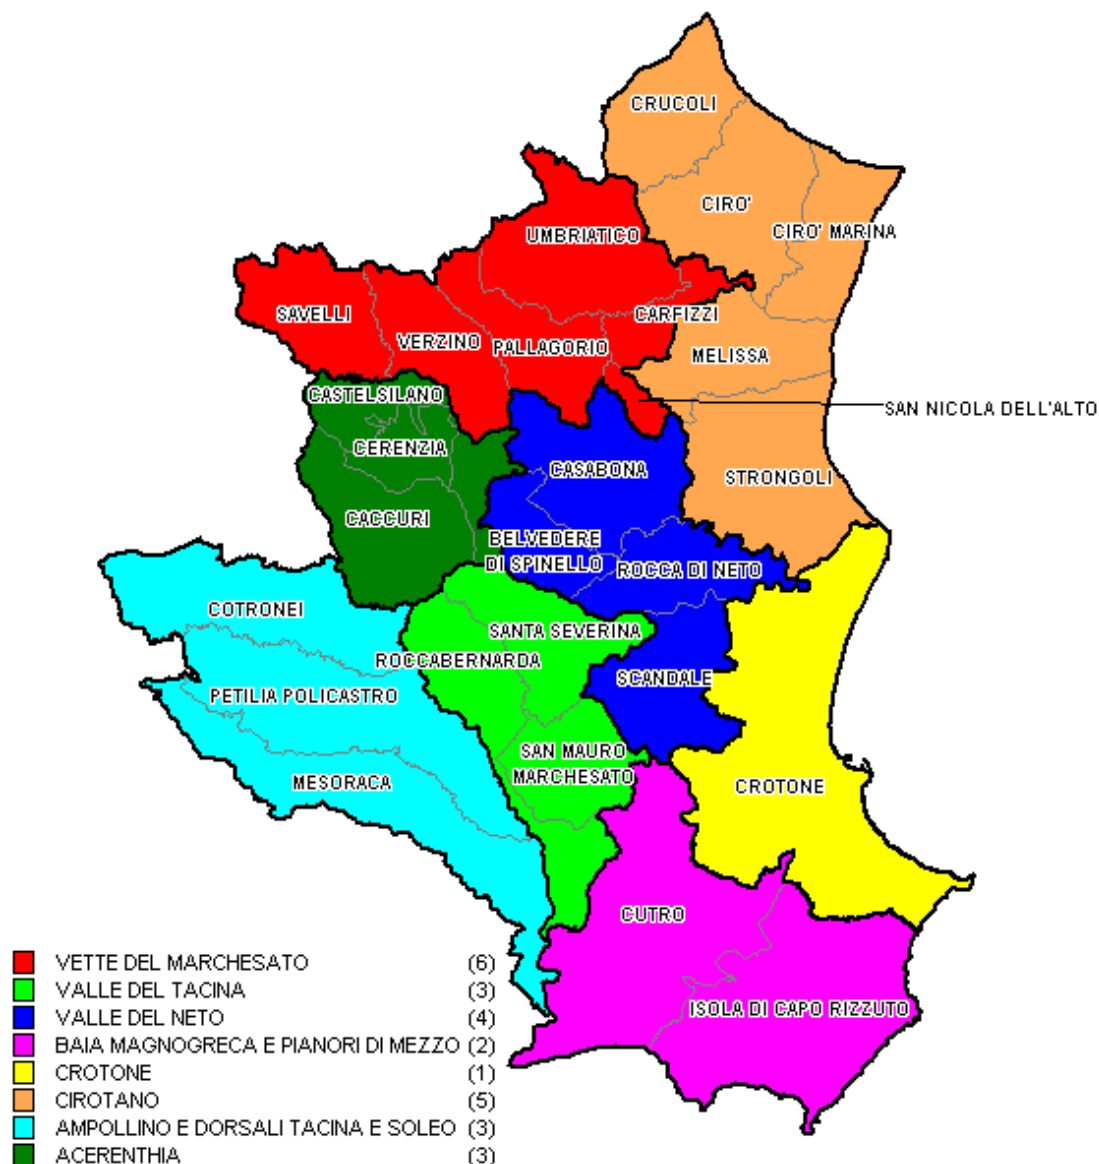 CRUCOLI
CIRO'
CIRO' MARINA
UMBRIATICO
SAVELLI
CARFIZZI
VERZINO
PALLAGORIO
MELISSA
CASTELSILANO
SAN NICOLA DELL'ALTO
CERENZIA
CASABONA
STRONGOLI
CACCURI
BELVEDERE
DI SPINELLO
ROCCA DI NETO
COTRONEI
SANTA SEVERINA
ROCCABERNARDA
SCANDALE
PETILIA POLICASTRO
SAN MAURO
MARCHESATO
MESORACA
CROTONE
CUTRO
ISOLA DI CAPO RIZZUTO
VETTE DEL MARCHESATO (6)
VALLE DEL TACINA (3)
VALLE DEL NETO (4)
BAIA MAGNOGRECA E PIANORI DI MEZZO (2)
CROTONE (1)
CIROTANO (5)
AMPOLLINO E DORSALI TACINA E SOLEO (3)
ACERENTHIA (3)